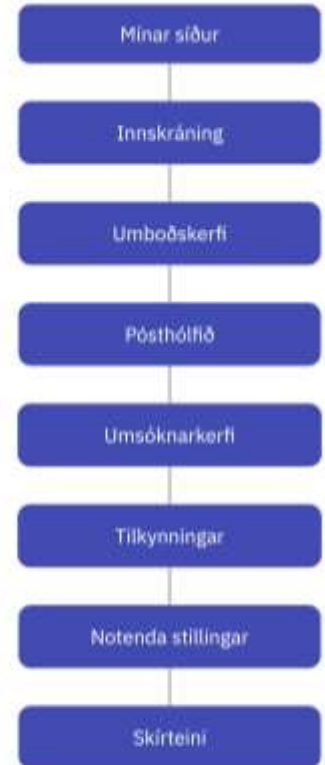 Mínar síður
Innskráning
Umboðskerfi
Pósthólfið
Umsóknarkerfi
Tilkynningar
Notenda stillingar
Skírteini